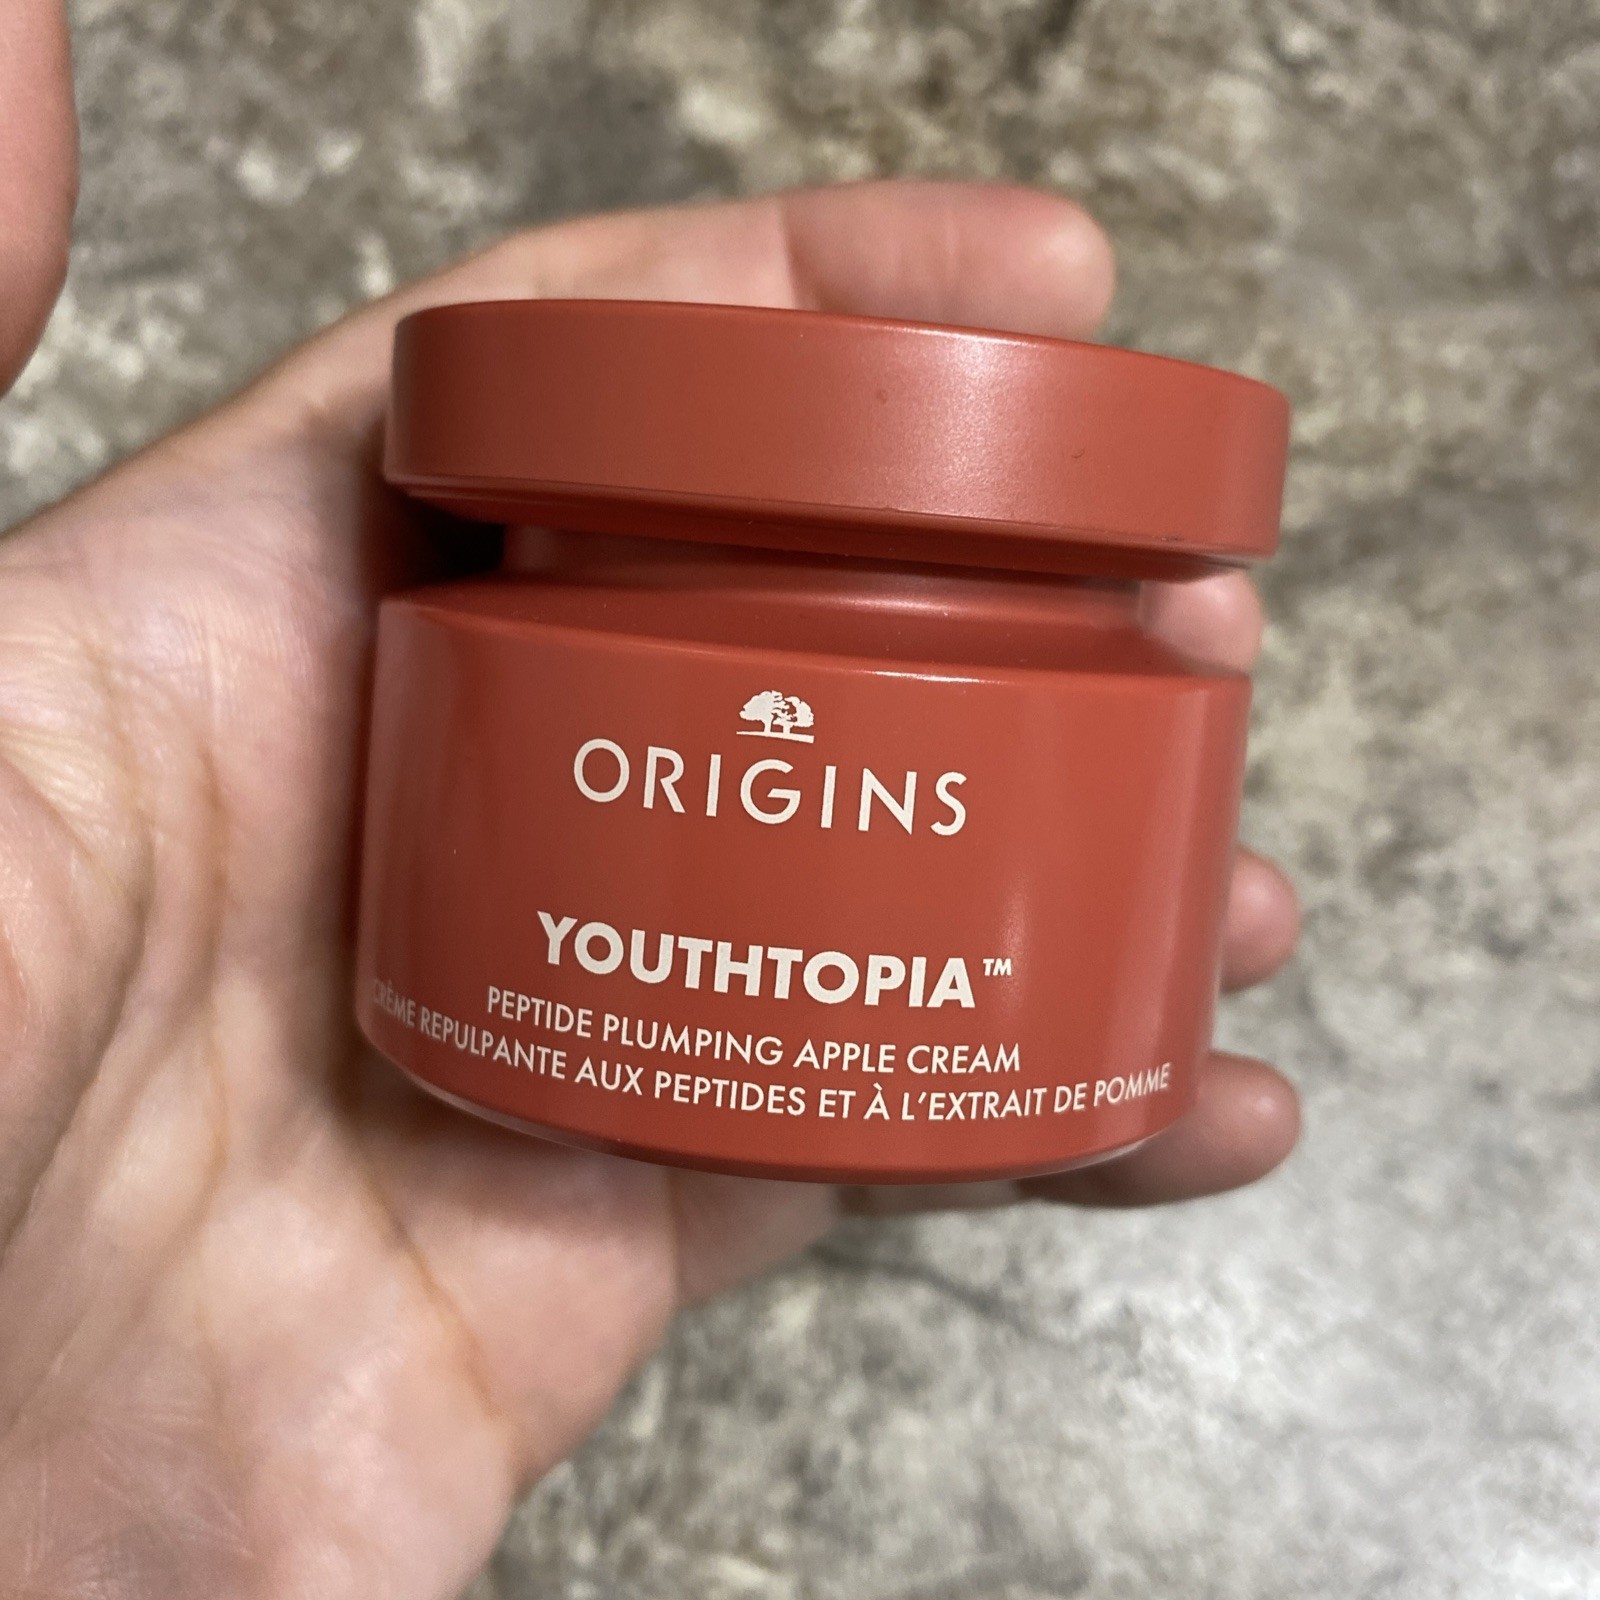 ORIGINS
YOUTHTOPIA™
PEPTIDE PLUMPING APPLE CREAM
CRÈME REPULPANTE AUX PEPTIDES ET À L'EXTRAIT DE POMME